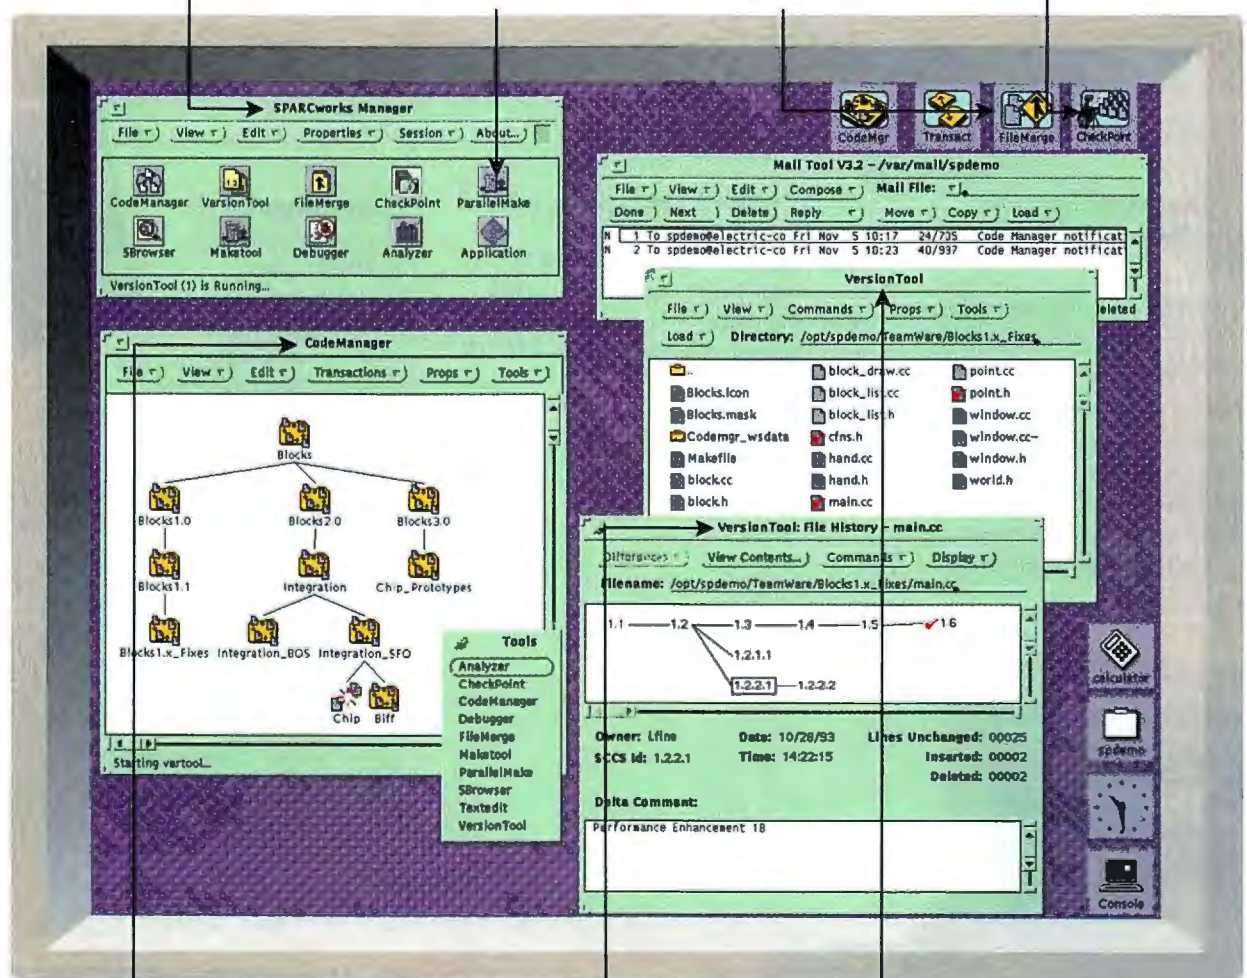 SPARCworks Manager
File View Edit Properties Session About...
CodeManager VersionTool FileMerge CheckPoint ParallelMake
SBrowser Maketool Debugger Analyzer Application
VersionTool (1) is Running...
CodeMgr Transact FileMerge CheckPoint
Mail Tool V3.2 - /var/mail/spdemo
File View Edit Compose Mail File:
Done Next Delete Reply Move Copy Load
N 1 To spdemo@electric-co Fri Nov 5 10:17 24/735 Code Manager notificat
N 2 To spdemo@electric-co Fri Nov 5 10:23 40/937 Code Manager notificat
eleted
VersionTool
File View Commands Props Tools
Load Directory: /opt/spdemo/TeamWare/Blocks1.x_Fixes
.. block_draw.cc point.cc
Blocks.icon block_list.cc point.h
Blocks.mask block_list.h window.cc
Codemgr_wsdata cfns.h window.cc~
Makefile hand.cc window.h
block.cc hand.h world.h
block.h main.cc
CodeManager
File View Edit Transactions Props Tools
Blocks
Blocks1.0 Blocks2.0 Blocks3.0
Blocks1.1 Integration Chip_Prototypes
Blocks1.x_Fixes Integration_BOS Integration_SFO
Chip Biff
Starting vertool...
Tools
Analyzer
CheckPoint
CodeManager
Debugger
FileMerge
Maketool
ParallelMake
SBrowser
Textedit
VersionTool
VersionTool: File History - main.cc
Differences View Contents... Commands Display
Filename: /opt/spdemo/TeamWare/Blocks1.x_Fixes/main.cc
1.1 1.2 1.3 1.4 1.5 1.6
1.2.1.1
1.2.2.1 1.2.2.2
Owner: Lfine Date: 10/28/93 Lines Unchanged: 00025
SCCS Id: 1.2.2.1 Time: 14:22:15 Inserted: 00002
Deleted: 00002
Delta Comment:
Performance Enhancement 18
calculator
spdemo
Console